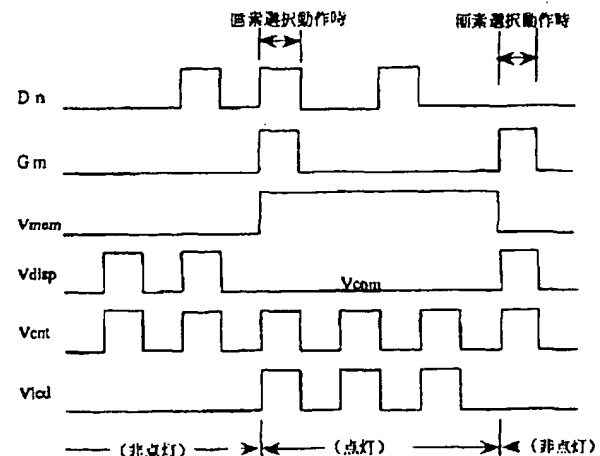 画素選択動作時 画素選択動作時
Dn
Gm
Vmem
Vdisp
Vcom
Vcnt
Vlcd
(非点灯) (点灯) (非点灯)